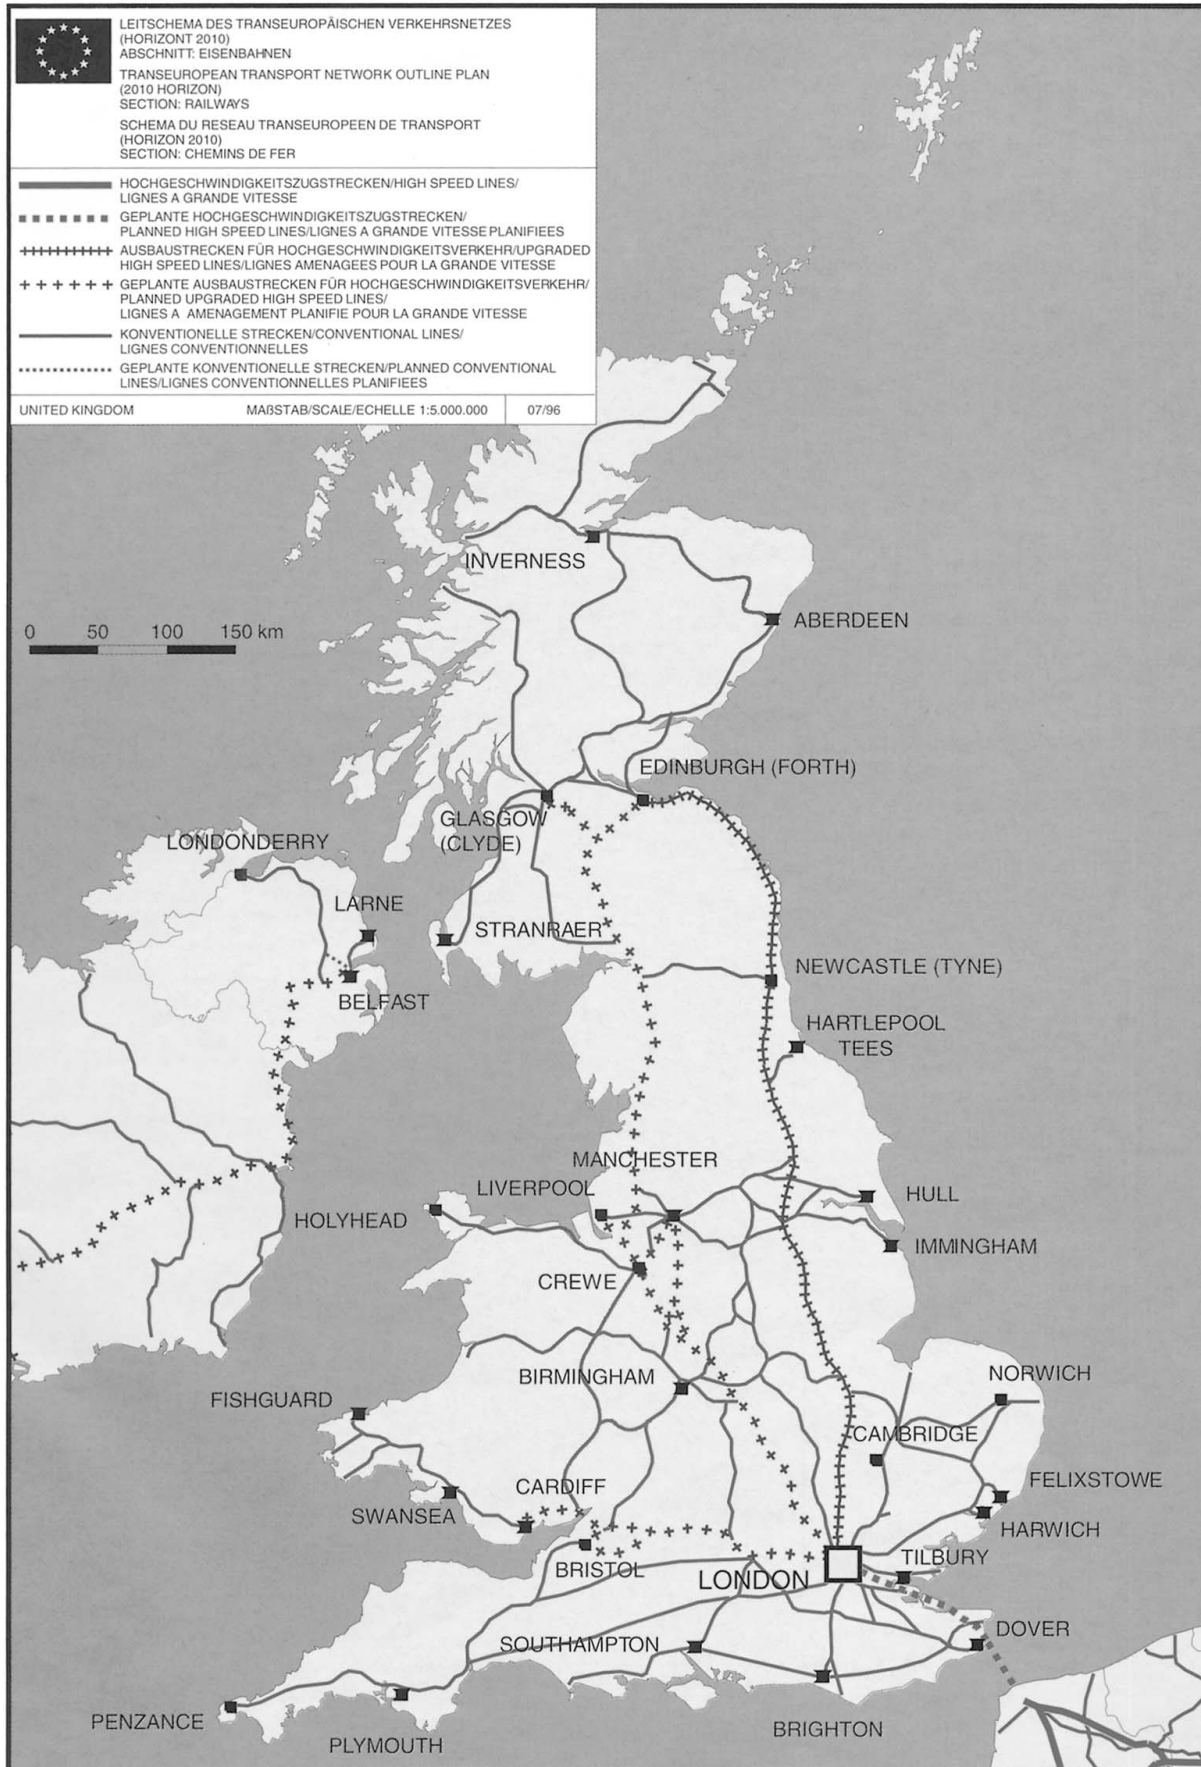 LEITSCHEMA DES TRANSEUROPÄISCHEN VERKEHRSNETZES
(HORIZONT 2010)
ABSCHNITT: EISENBAHNEN
TRANSEUROPEAN TRANSPORT NETWORK OUTLINE PLAN
(2010 HORIZON)
SECTION: RAILWAYS
SCHEMA DU RESEAU TRANSEUROPEEN DE TRANSPORT
(HORIZON 2010)
SECTION: CHEMINS DE FER
HOCHGESCHWINDIGKEITSZUGSTRECKEN/HIGH SPEED LINES/
LIGNES A GRANDE VITESSE
GEPLANTE HOCHGESCHWINDIGKEITSZUGSTRECKEN/
PLANNED HIGH SPEED LINES/LIGNES A GRANDE VITESSE PLANIFIEES
AUSBAUSTRECKEN FÜR HOCHGESCHWINDIGKEITSVERKEHR/UPGRADED
HIGH SPEED LINES/LIGNES AMENAGEES POUR LA GRANDE VITESSE
GEPLANTE AUSBAUSTRECKEN FÜR HOCHGESCHWINDIGKEITSVERKEHR/
PLANNED UPGRADED HIGH SPEED LINES/
LIGNES A AMENAGEMENT PLANIFIE POUR LA GRANDE VITESSE
KONVENTIONELLE STRECKEN/CONVENTIONAL LINES/
LIGNES CONVENTIONNELLES
GEPLANTE KONVENTIONELLE STRECKEN/PLANNED CONVENTIONAL
LINES/LIGNES CONVENTIONNELLES PLANIFIEES
UNITED KINGDOM MAßSTAB/SCALE/ECHELLE 1:5.000.000 07/96
INVERNESS
ABERDEEN
0 50 100 150 km
EDINBURGH (FORTH)
GLASGOW
(CLYDE)
LONDONDERRY
LARNE
STRANRAER
BELFAST
NEWCASTLE (TYNE)
HARTLEPOOL
TEES
MANCHESTER
LIVERPOOL
HULL
HOLYHEAD
IMMINGHAM
CREWE
BIRMINGHAM
NORWICH
FISHGUARD
CAMBRIDGE
FELIXSTOWE
CARDIFF
SWANSEA
HARWICH
BRISTOL
TILBURY
LONDON
DOVER
SOUTHAMPTON
PENZANCE
BRIGHTON
PLYMOUTH